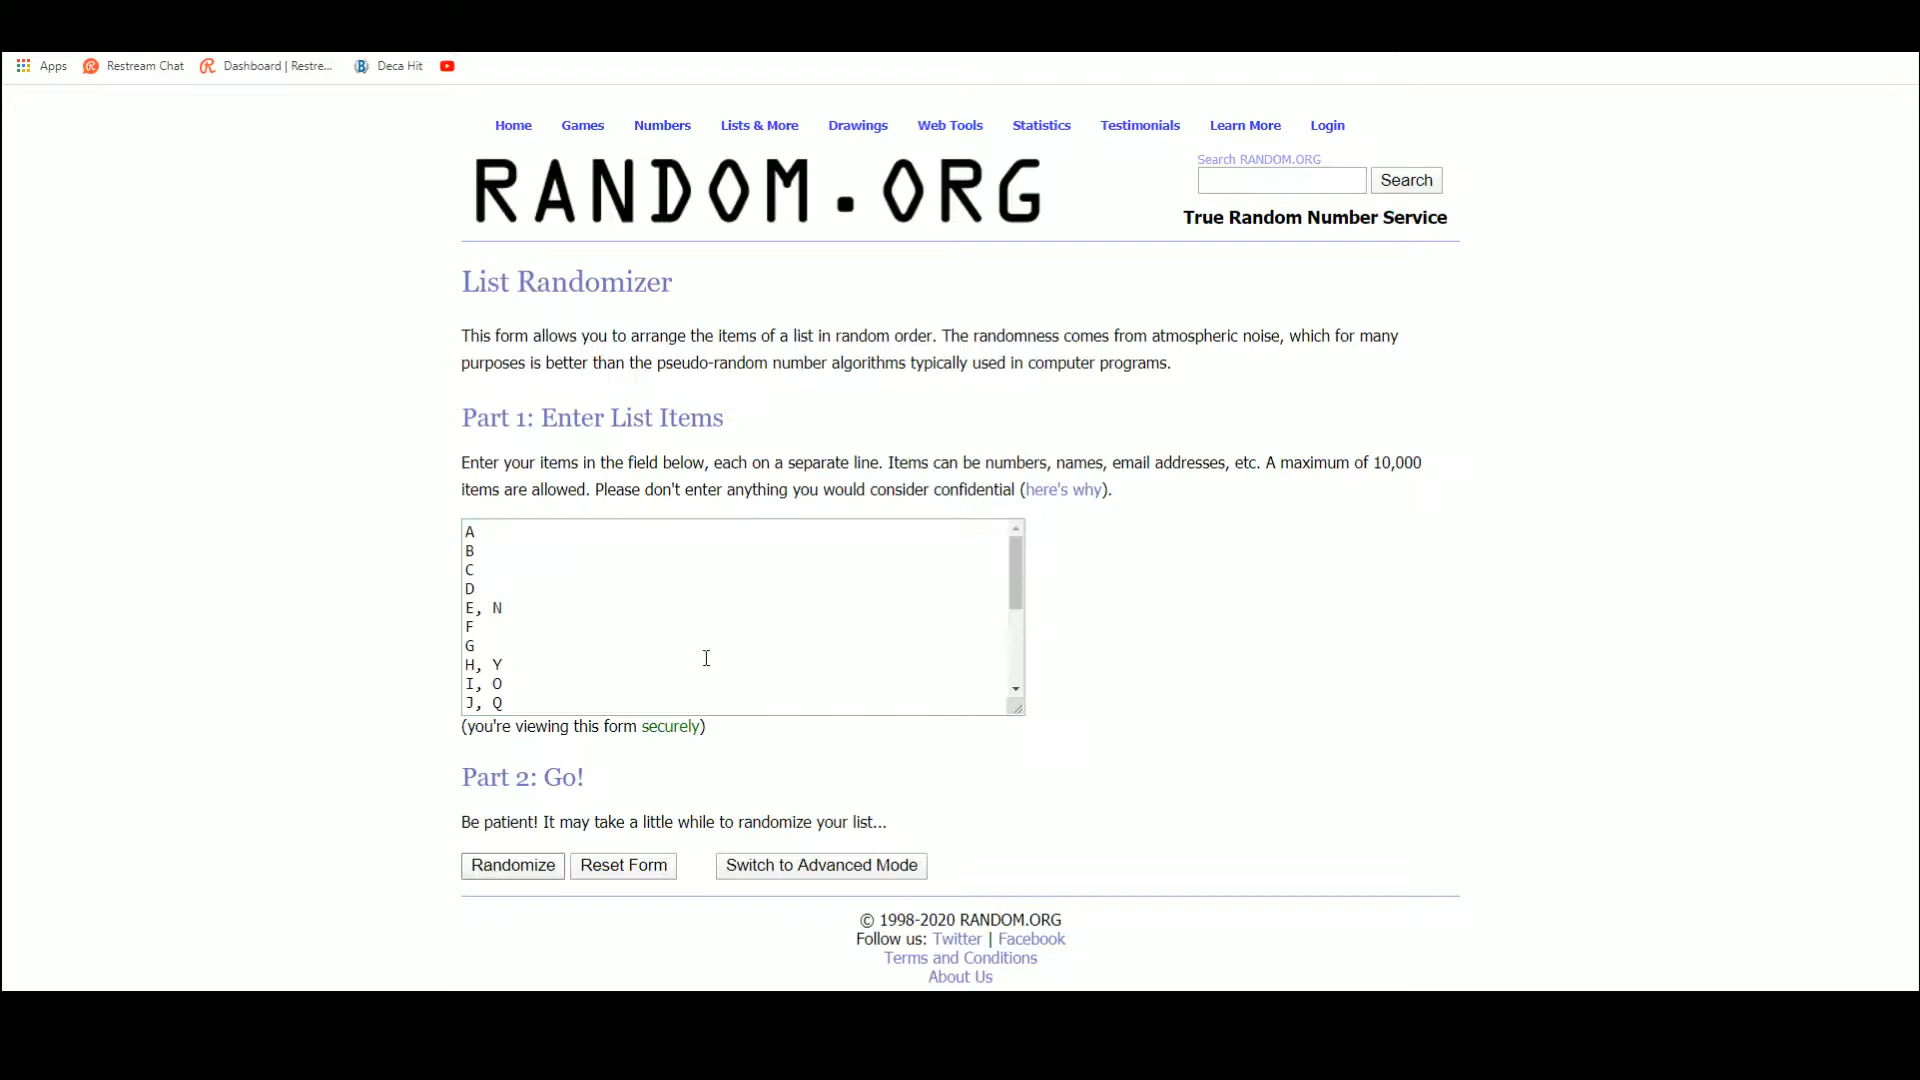 Apps Restream Chat Dashboard | Restre... Deca Hit
Home Games Numbers Lists & More Drawings Web Tools Statistics Testimonials Learn More Login
RANDOM.ORG
Search RANDOM.ORG
Search
True Random Number Service
List Randomizer
This form allows you to arrange the items of a list in random order. The randomness comes from atmospheric noise, which for many
purposes is better than the pseudo-random number algorithms typically used in computer programs.
Part 1: Enter List Items
Enter your items in the field below, each on a separate line. Items can be numbers, names, email addresses, etc. A maximum of 10,000
items are allowed. Please don't enter anything you would consider confidential (here's why).
A
B
C
D
E, N
F
G
H, Y
I, O
J, Q
(you're viewing this form securely)
Part 2: Go!
Be patient! It may take a little while to randomize your list...
Randomize Reset Form Switch to Advanced Mode
© 1998-2020 RANDOM.ORG
Follow us: Twitter | Facebook
Terms and Conditions
About Us